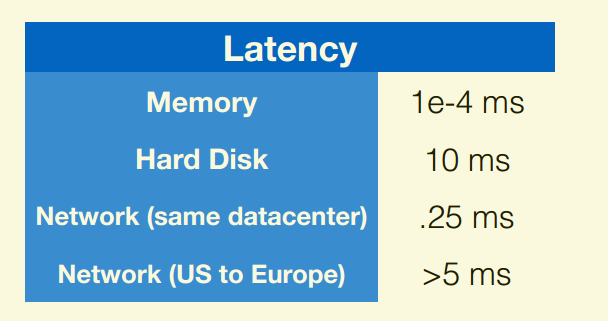 Latency
Memory 1e-4 ms
Hard Disk 10 ms
Network (same datacenter) .25 ms
Network (US to Europe) >5 ms